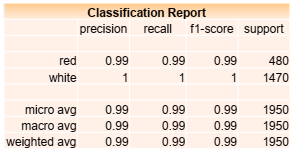 Classification Report
precision recall f1-score support
red 0.99 0.99 0.99 480
white 1 1 1 1470
micro avg 0.99 0.99 0.99 1950
macro avg 0.99 0.99 0.99 1950
weighted avg 0.99 0.99 0.99 1950